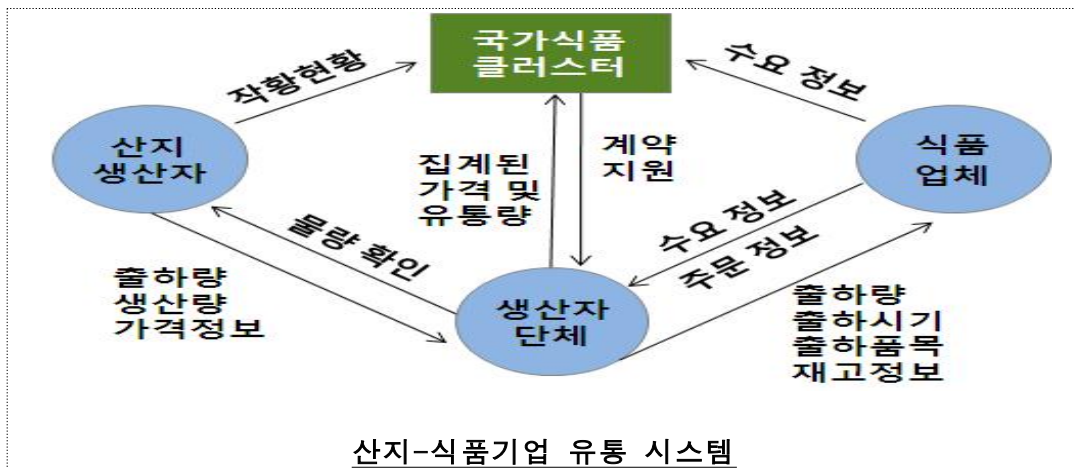 국가식품
클러스터
작황현황
수요 정보
산지
생산자
식품
업체
집계된
가격 및
유통량
계약
지원
물량 확인
수요 정보
주문 정보
출하량
생산량
가격정보
생산자
단체
출하량
출하시기
출하품목
재고정보
산지-식품기업 유통 시스템